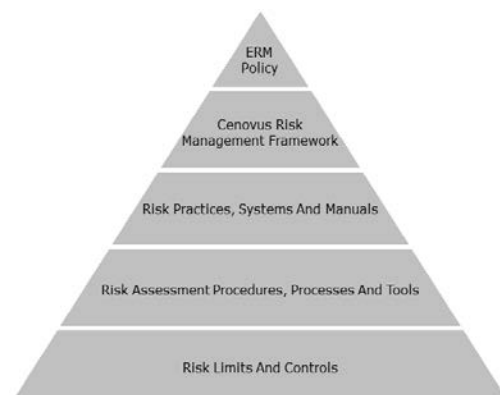 ERM
Policy
Cenovus Risk
Management Framework
Risk Practices, Systems And Manuals
Risk Assessment Procedures, Processes And Tools
Risk Limits And Controls